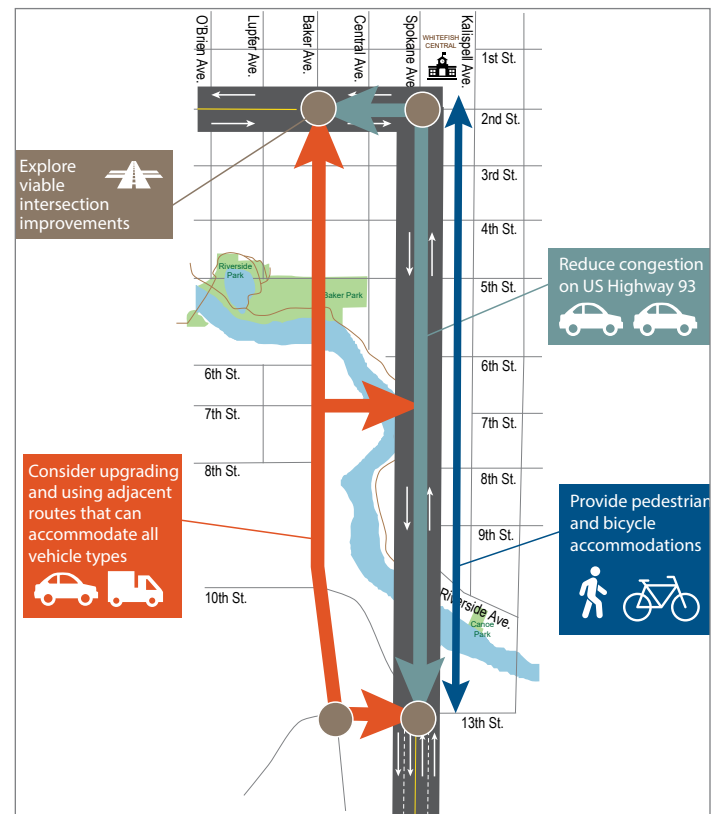 O'Brien Ave.
Lupfer Ave.
Baker Ave.
Central Ave.
Spokane Ave.
Kalispell Ave.
WHITEFISH
CENTRAL
1st St.
2nd St.
3rd St.
4th St.
5th St.
6th St.
7th St.
8th St.
9th St.
Riverside Ave.
13th St.
Explore
viable
intersection
improvements
Riverside
Park
Baker Park
Reduce congestion
on US Highway 93
6th St.
7th St.
8th St.
10th St.
Consider upgrading
and using adjacent
routes that can
accommodate all
vehicle types
Provide pedestrian
and bicycle
accommodations
Canoe
Park